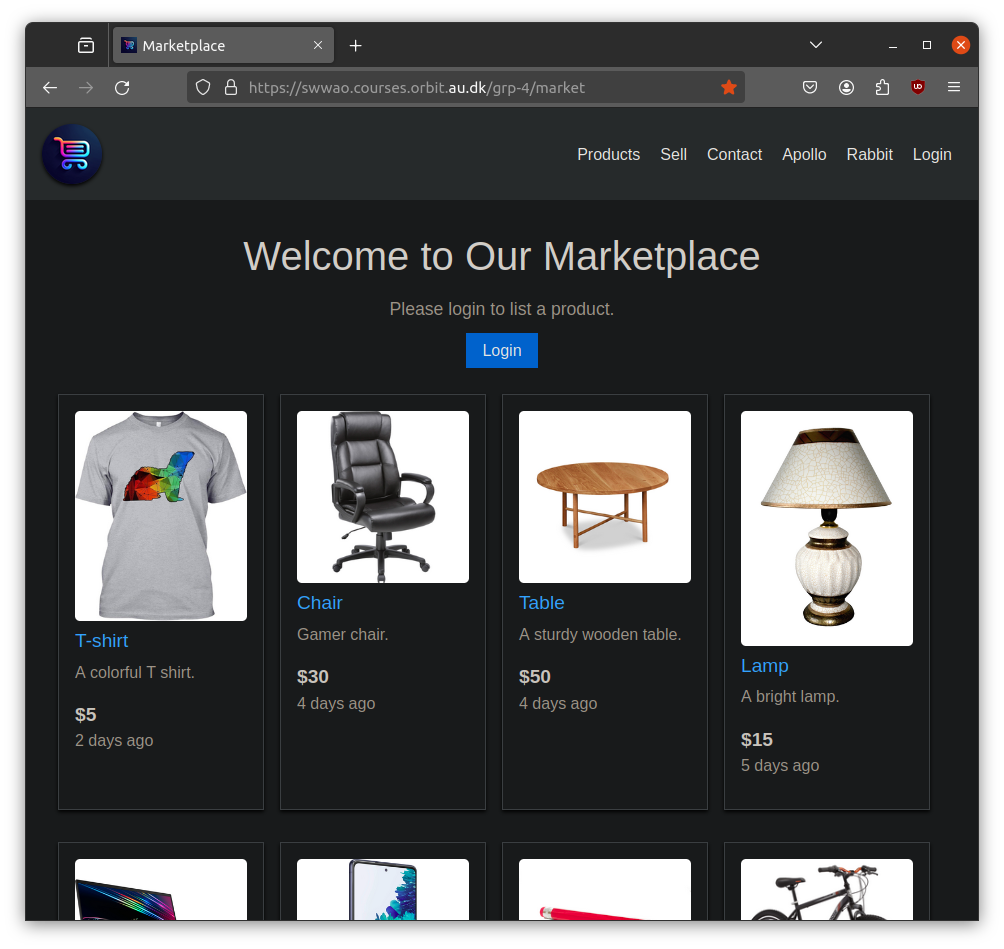 Marketplace
https://swwao.courses.orbit.au.dk/grp-4/market
Products Sell Contact Apollo Rabbit Login
Welcome to Our Marketplace
Please login to list a product.
Login
T-shirt
A colorful T shirt.
$5
2 days ago
Chair
Gamer chair.
$30
4 days ago
Table
A sturdy wooden table.
$50
4 days ago
Lamp
A bright lamp.
$15
5 days ago